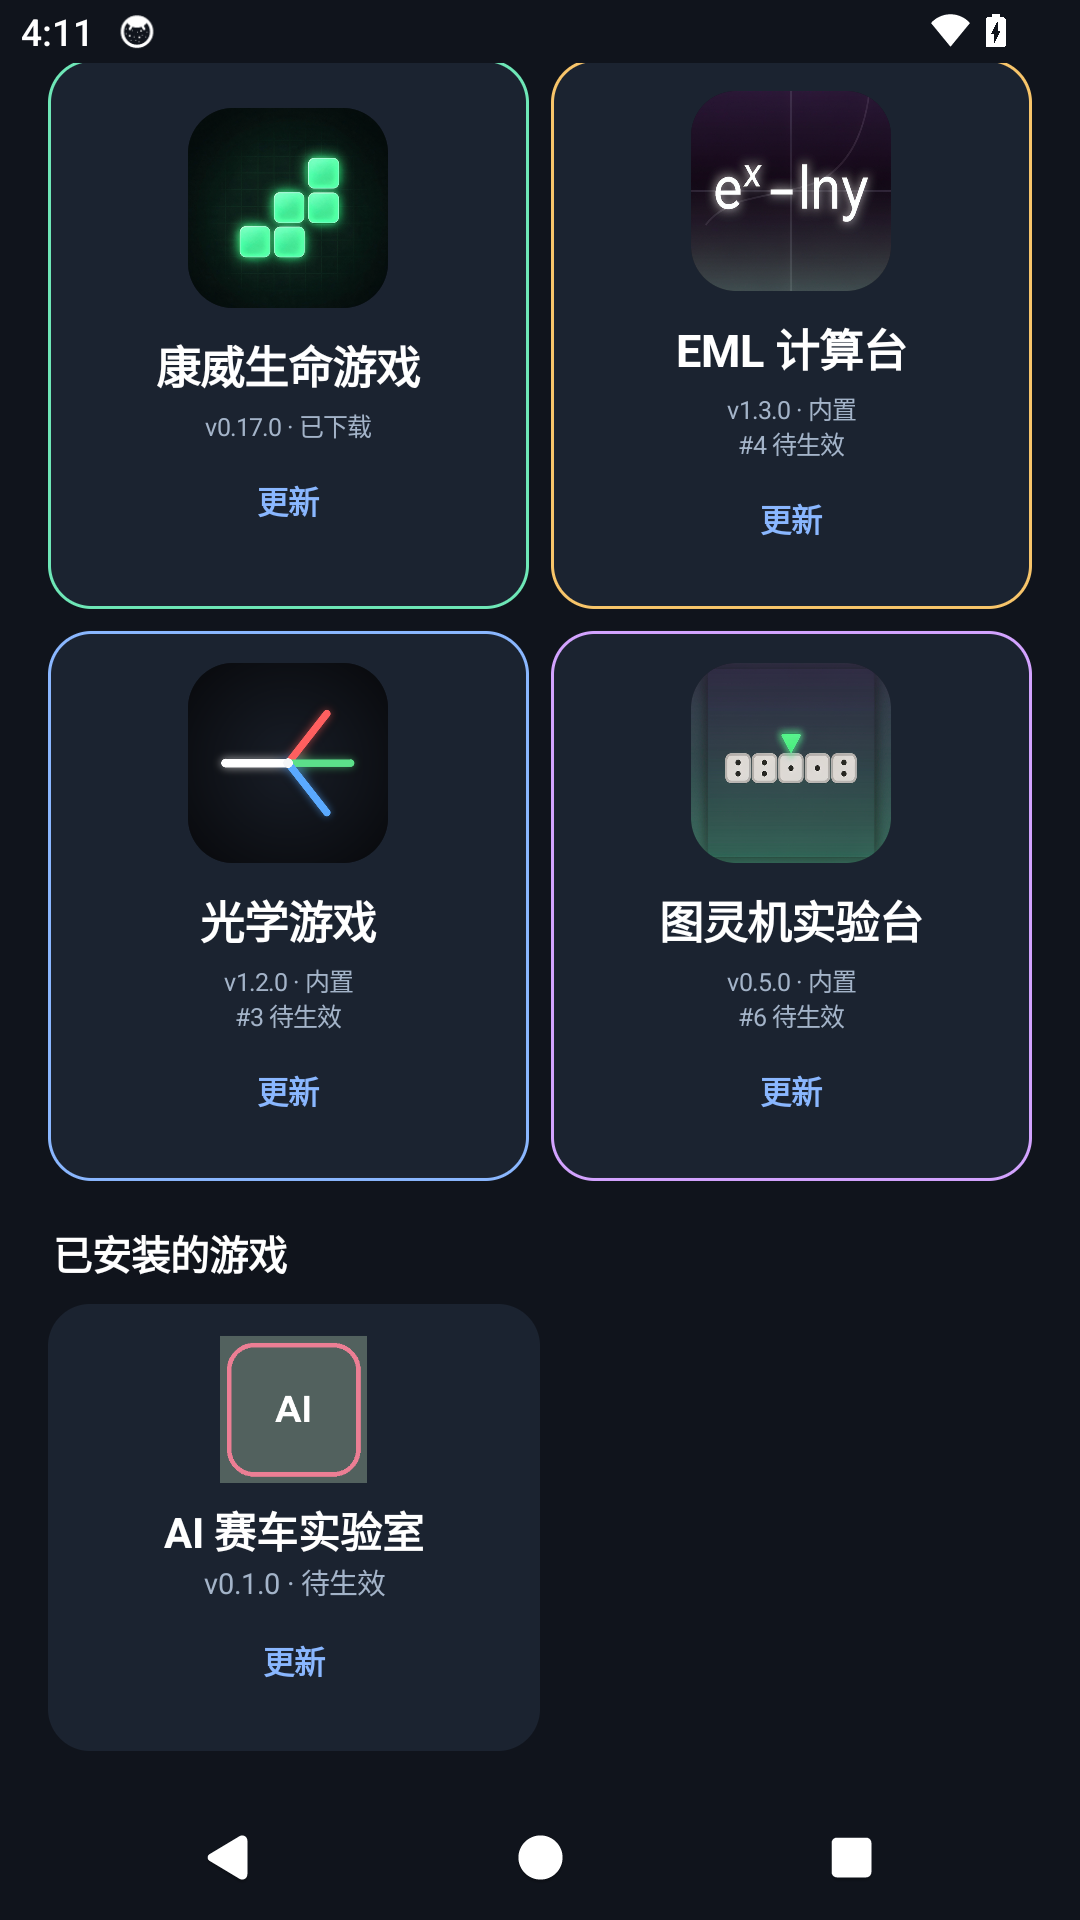 4:11
康威生命游戏
v0.17.0 · 已下载
更新
e^x-lny
EML 计算台
v1.3.0 · 内置
#4 待生效
更新
光学游戏
v1.2.0 · 内置
#3 待生效
更新
图灵机实验台
v0.5.0 · 内置
#6 待生效
更新
已安装的游戏
AI
AI 赛车实验室
v0.1.0 · 待生效
更新